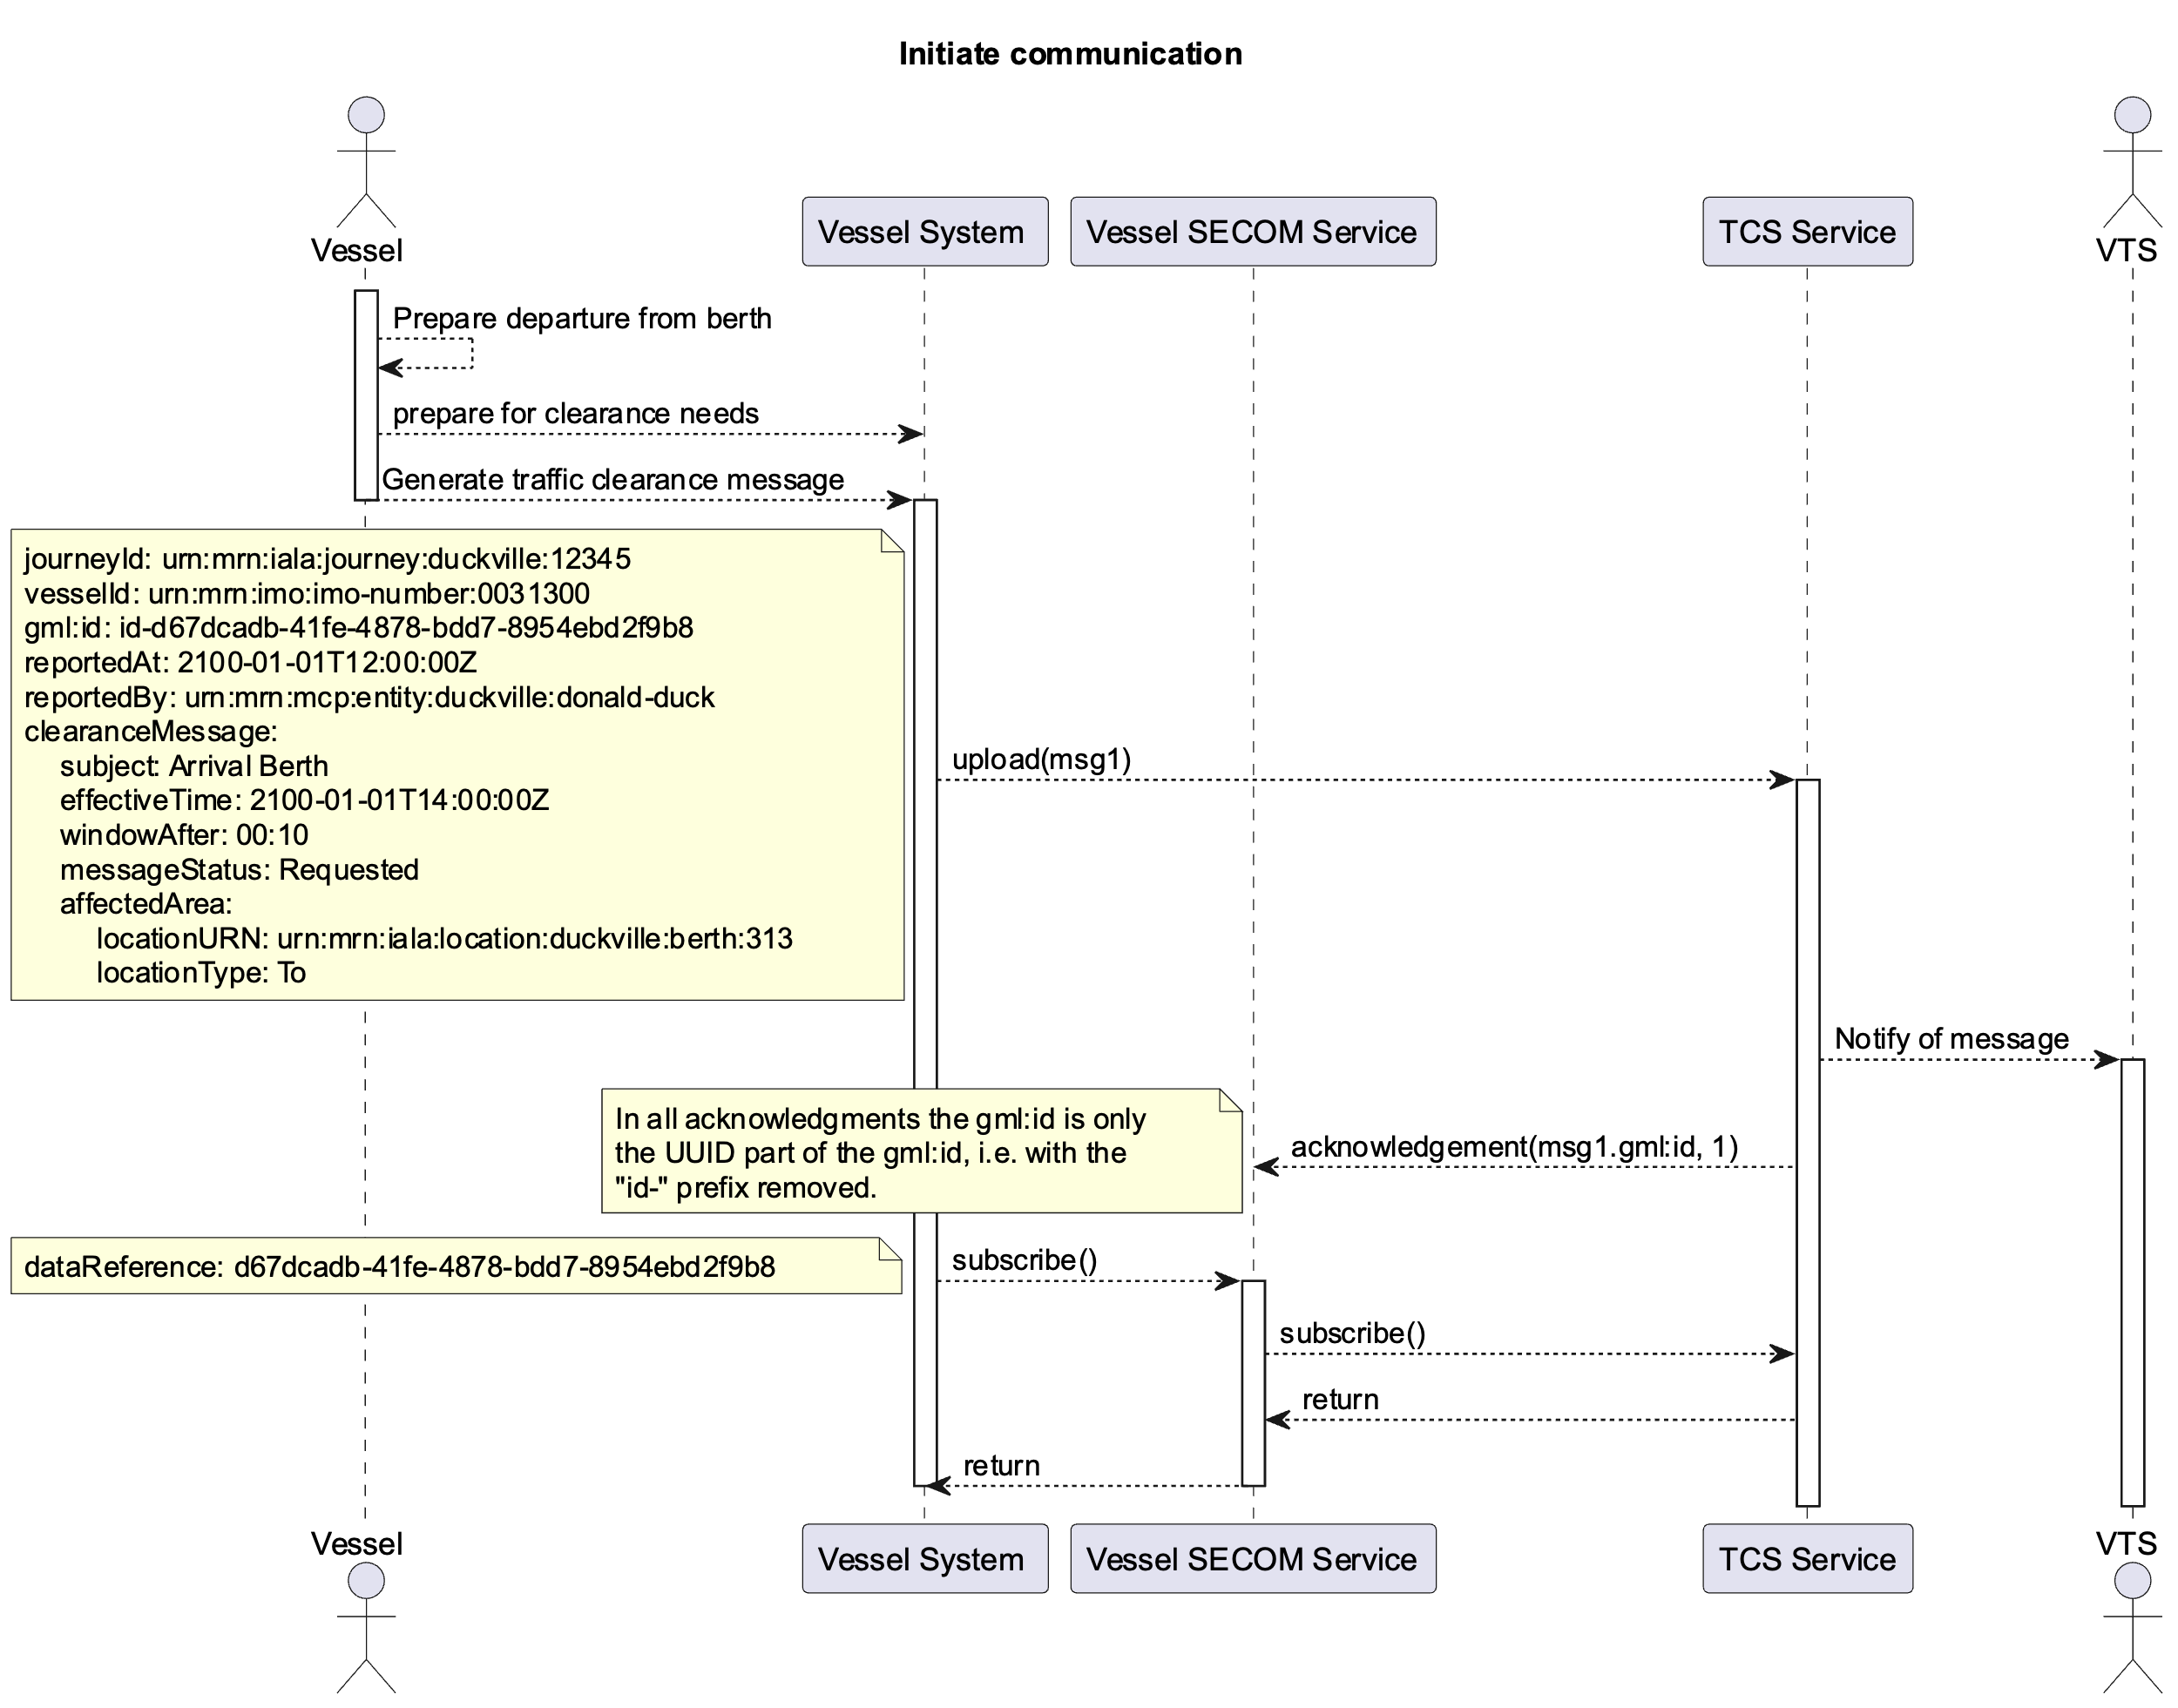 Initiate communication
Vessel
Vessel System
Vessel SECOM Service
TCS Service
VTS
Prepare departure from berth
prepare for clearance needs
Generate traffic clearance message
journeyId: urn:mrn:iala:journey:duckville:12345
vesselId: urn:mrn:imo:imo-number:0031300
gml:id: id-d67dcadb-41fe-4878-bdd7-8954ebd2f9b8
reportedAt: 2100-01-01T12:00:00Z
reportedBy: urn:mrn:mcp:entity:duckville:donald-duck
clearanceMessage:
subject: Arrival Berth
effectiveTime: 2100-01-01T14:00:00Z
windowAfter: 00:10
messageStatus: Requested
affectedArea:
locationURN: urn:mrn:iala:location:duckville:berth:313
locationType: To
upload(msg1)
Notify of message
In all acknowledgments the gml:id is only
the UUID part of the gml:id, i.e. with the
"id-" prefix removed.
acknowledgement(msg1.gml:id, 1)
dataReference: d67dcadb-41fe-4878-bdd7-8954ebd2f9b8
subscribe()
subscribe()
return
return
Vessel
Vessel System
Vessel SECOM Service
TCS Service
VTS